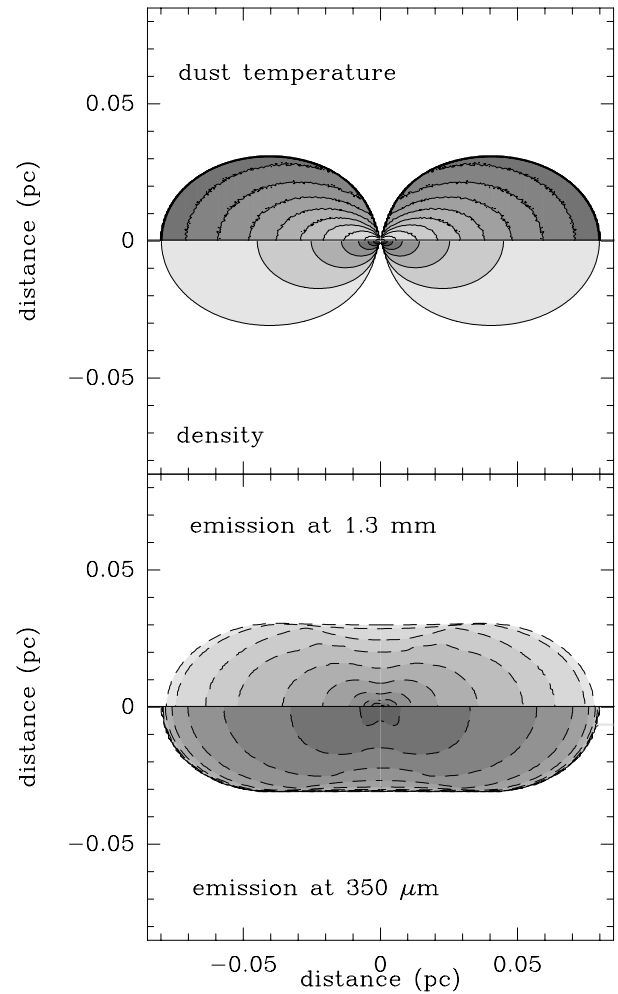 dust temperature
0.05
0
−0.05
distance (pc)
density
emission at 1.3 mm
0.05
0
−0.05
distance (pc)
emission at 350 μm
−0.05 0 0.05
distance (pc)